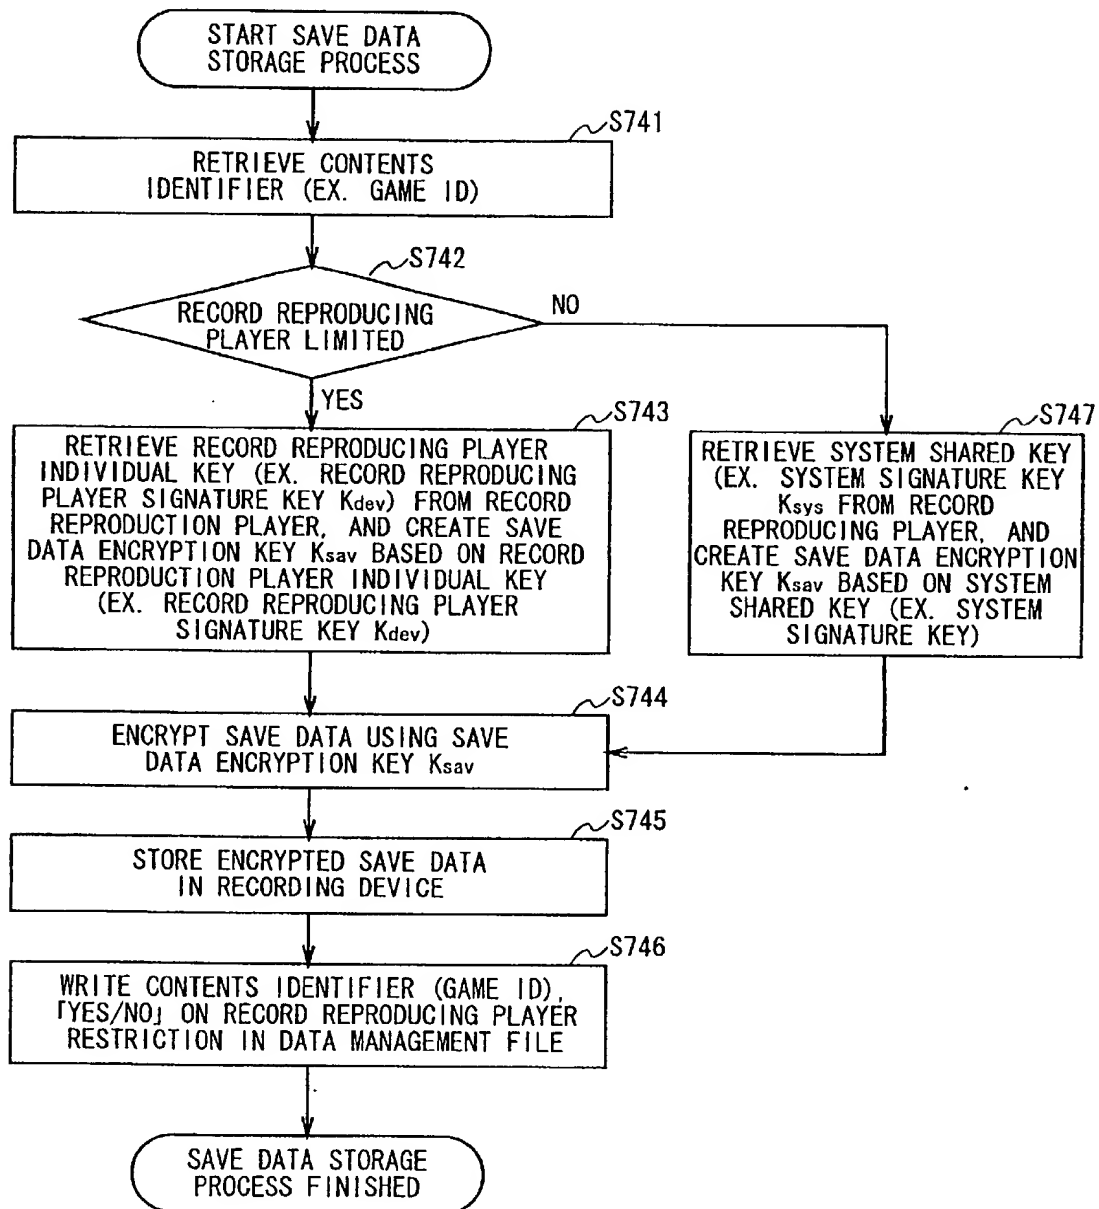 START SAVE DATA
STORAGE PROCESS
S741
RETRIEVE CONTENTS
IDENTIFIER (EX. GAME ID)
S742
RECORD REPRODUCING
PLAYER LIMITED
NO
YES
S743
RETRIEVE RECORD REPRODUCING PLAYER
INDIVIDUAL KEY (EX. RECORD REPRODUCING
PLAYER SIGNATURE KEY Kdev) FROM RECORD
REPRODUCTION PLAYER, AND CREATE SAVE
DATA ENCRYPTION KEY Ksav BASED ON RECORD
REPRODUCTION PLAYER INDIVIDUAL KEY
(EX. RECORD REPRODUCING PLAYER
SIGNATURE KEY Kdev)
S747
RETRIEVE SYSTEM SHARED KEY
(EX. SYSTEM SIGNATURE KEY
Ksys FROM RECORD
REPRODUCING PLAYER, AND
CREATE SAVE DATA ENCRYPTION
KEY Ksav BASED ON SYSTEM
SHARED KEY (EX. SYSTEM
SIGNATURE KEY)
S744
ENCRYPT SAVE DATA USING SAVE
DATA ENCRYPTION KEY Ksav
S745
STORE ENCRYPTED SAVE DATA
IN RECORDING DEVICE
S746
WRITE CONTENTS IDENTIFIER (GAME ID),
「YES/NO」 ON RECORD REPRODUCING PLAYER
RESTRICTION IN DATA MANAGEMENT FILE
SAVE DATA STORAGE
PROCESS FINISHED